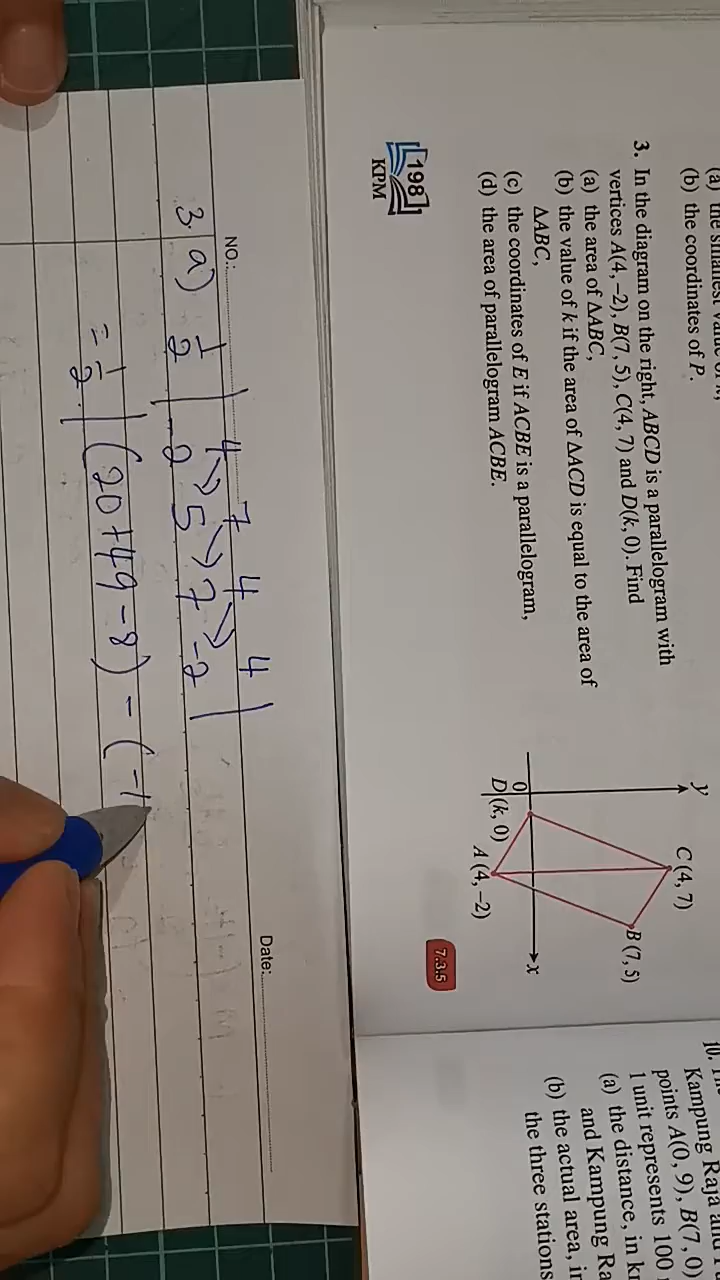 (b) the coordinates of P.
3. In the diagram on the right, ABCD is a parallelogram with
vertices A(4, –2), B(7, 5), C(4, 7) and D(k, 0). Find
(a) the area of ΔABC,
(b) the value of k if the area of ΔACD is equal to the area of
ΔABC,
(c) the coordinates of E if ACBE is a parallelogram,
(d) the area of parallelogram ACBE.
198
KPM
y
C (4, 7)
B (7, 5)
0
x
D (k, 0)
A (4, –2)
7.3.5
10.
Kampung Raja and
points A(0, 9), B(7, 0)
1 unit represents 100
(a) the distance, in
and Kampung
(b) the actual area,
the three stations
NO.:
Date:
3. a) 1/2 | 4 7 4 4 |
| -2 5 7 -2 |
= 1/2 | (20 + 49 - 8) - (-1